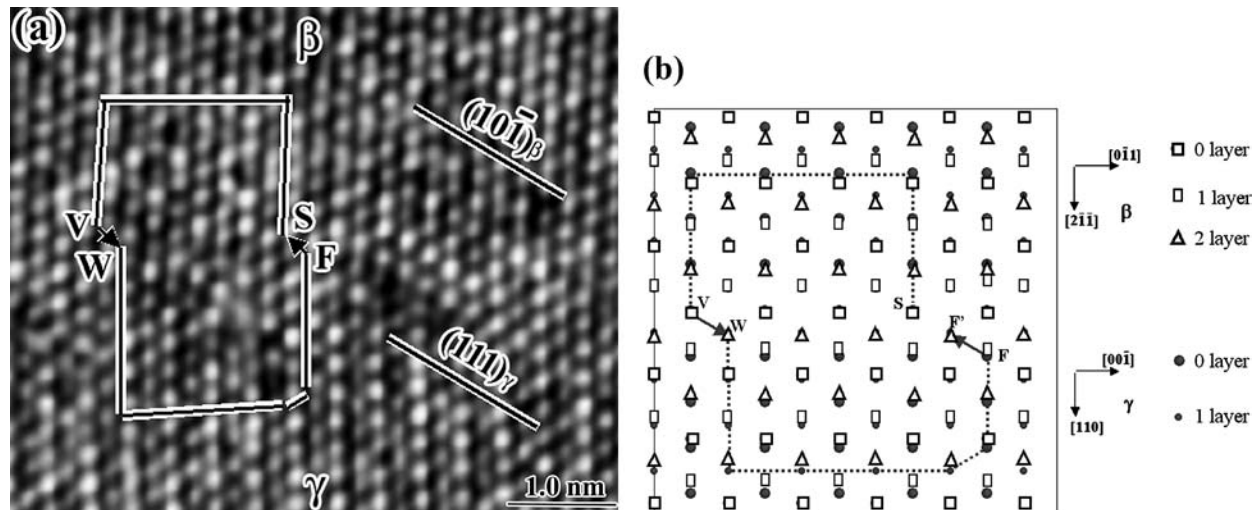 (a)
β
(101̄)β
V
S
W
F
(111)γ
γ
1.0 nm
(b)
[01̄1]
[21̄1̄]
β
0 layer
1 layer
2 layer
V
W
S
F'
F
[001̄]
[110]
γ
0 layer
1 layer